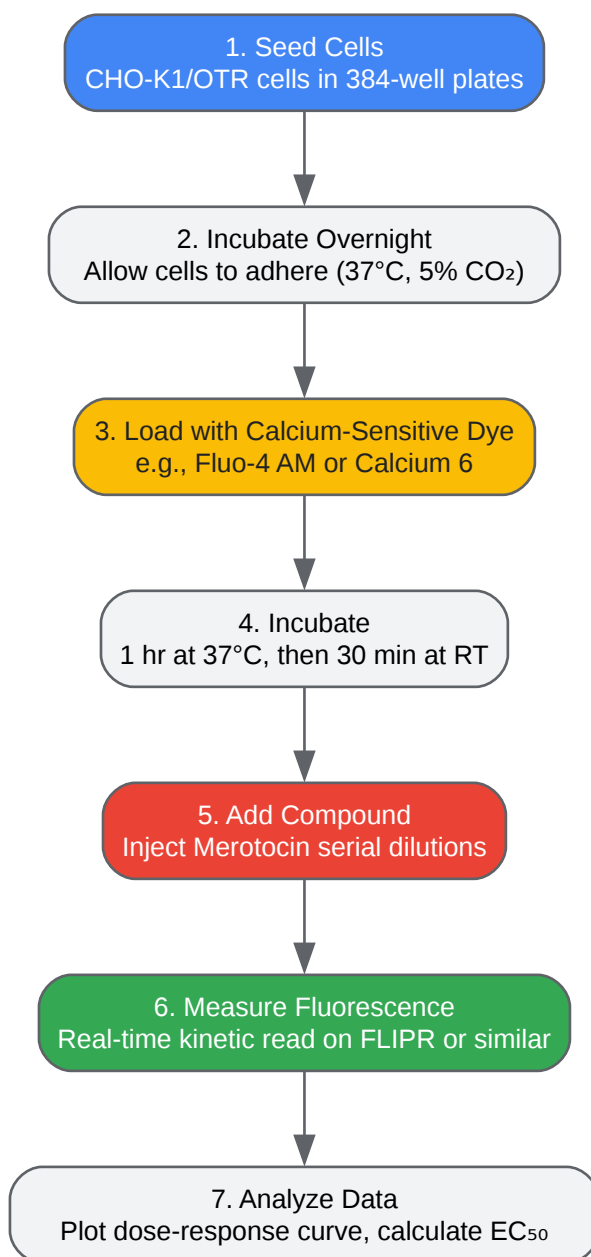 1. Seed Cells
CHO-K1/OTR cells in 384-well plates
2. Incubate Overnight
Allow cells to adhere (37°C, 5% CO₂)
3. Load with Calcium-Sensitive Dye
e.g., Fluo-4 AM or Calcium 6
4. Incubate
1 hr at 37°C, then 30 min at RT
5. Add Compound
Inject Merotocin serial dilutions
6. Measure Fluorescence
Real-time kinetic read on FLIPR or similar
7. Analyze Data
Plot dose-response curve, calculate EC₅₀